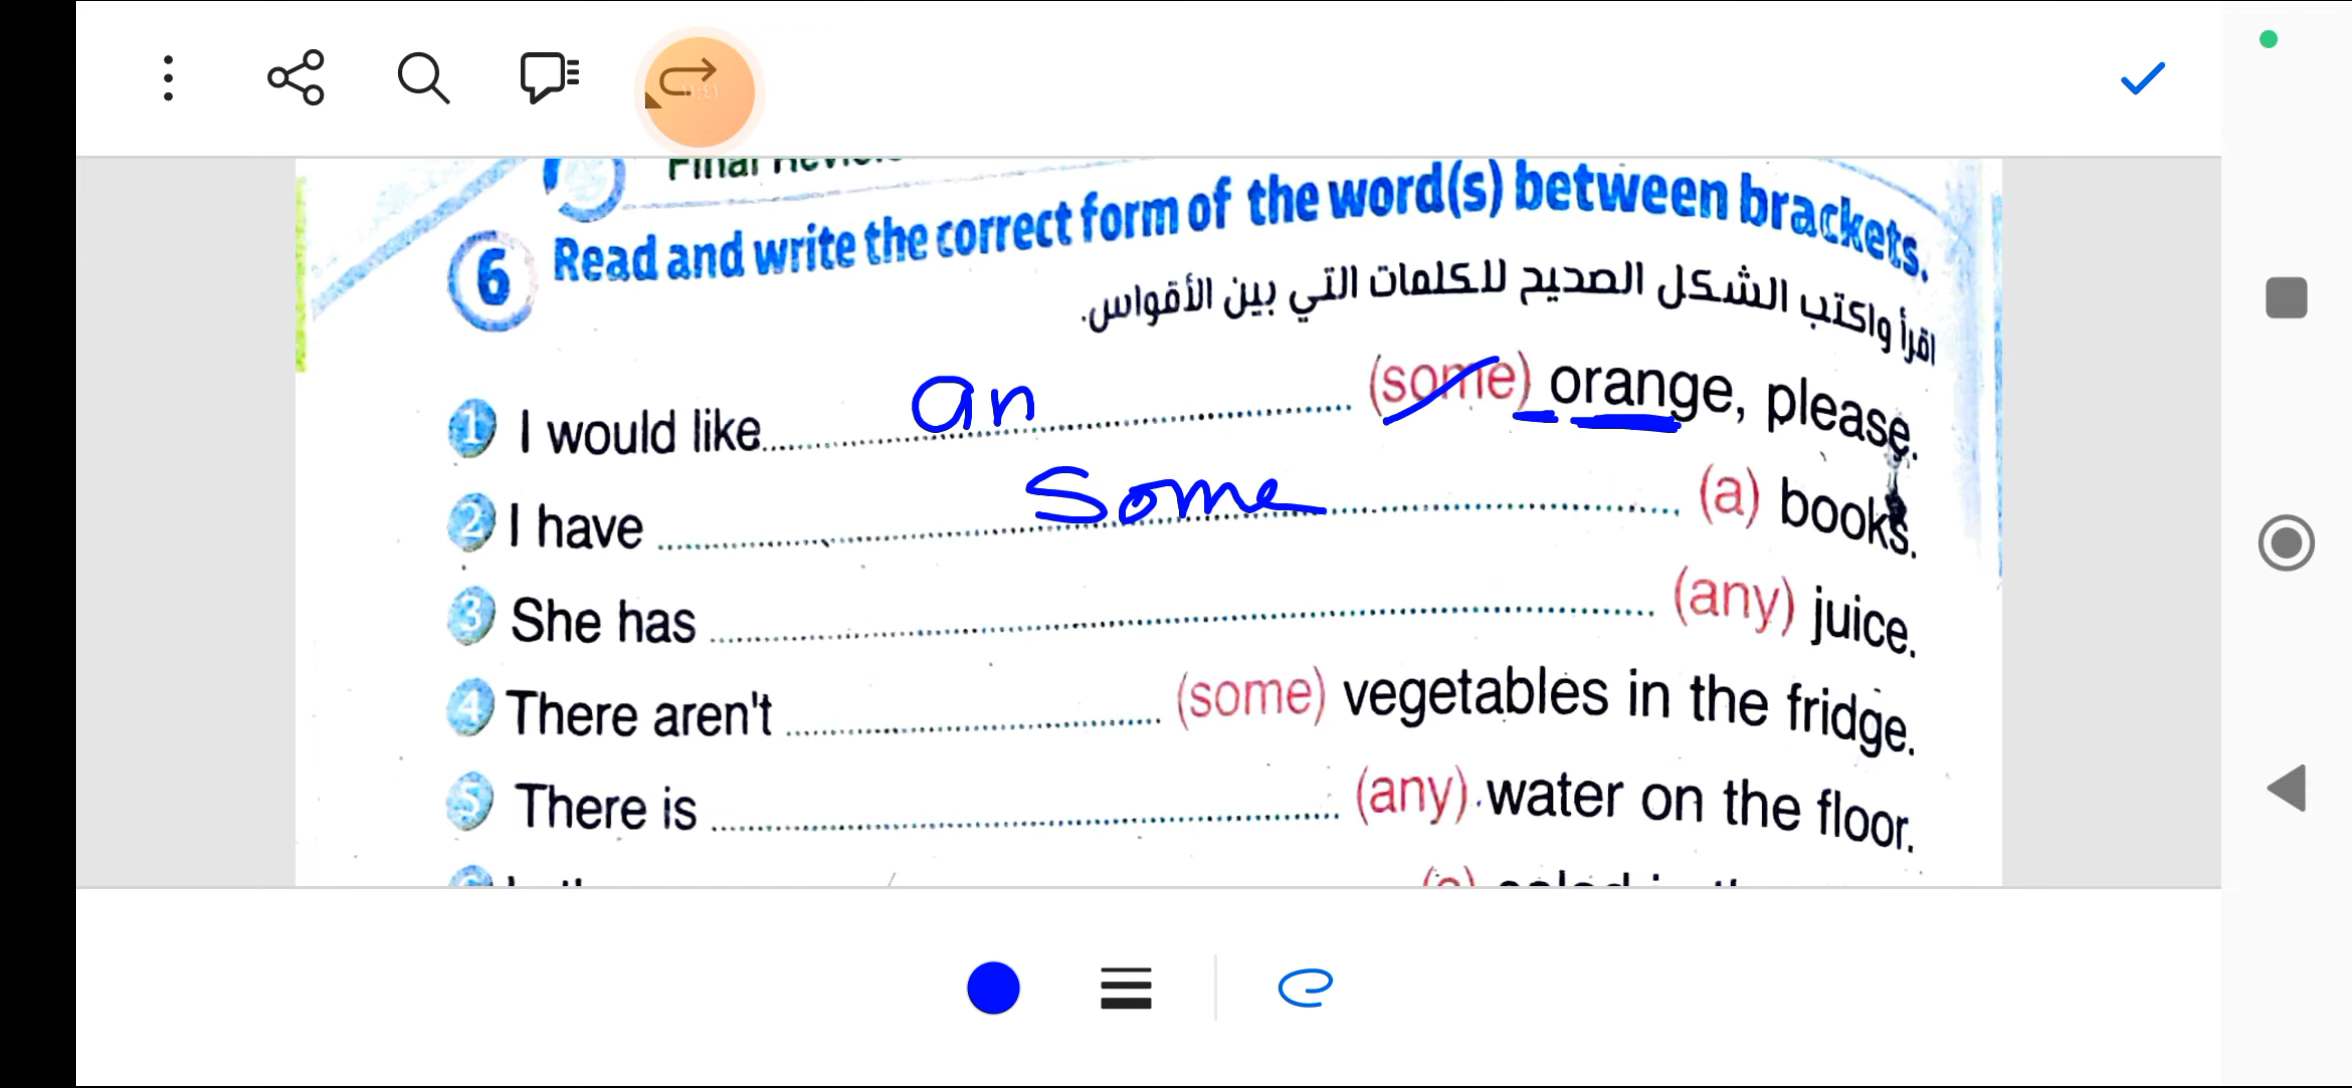 6 Read and write the correct form of the word(s) between brackets.
اقرأ واكتب الشكل الصحيح للكلمات التي بين الأقواس.
1 I would like an (some) orange, please.
2 I have some (a) books.
3 She has (any) juice.
4 There aren't (some) vegetables in the fridge.
5 There is (any) water on the floor.